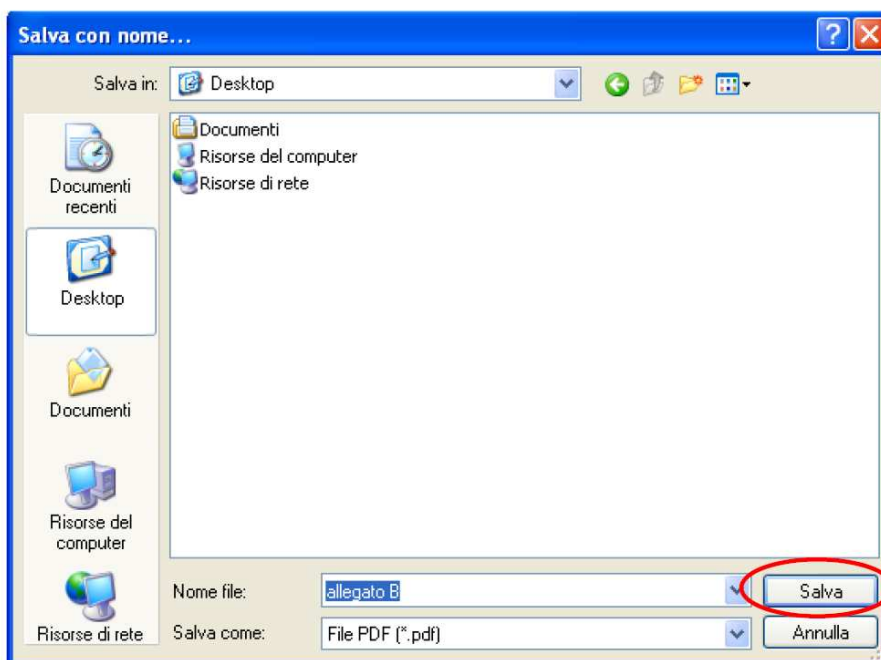 Salva con nome...
Salva in:
Desktop
Documenti
Risorse del computer
Risorse di rete
Documenti
recenti
Desktop
Documenti
Risorse del
computer
Risorse di rete
Nome file:
allegato B
Salva
Salva come:
File PDF (*.pdf)
Annulla